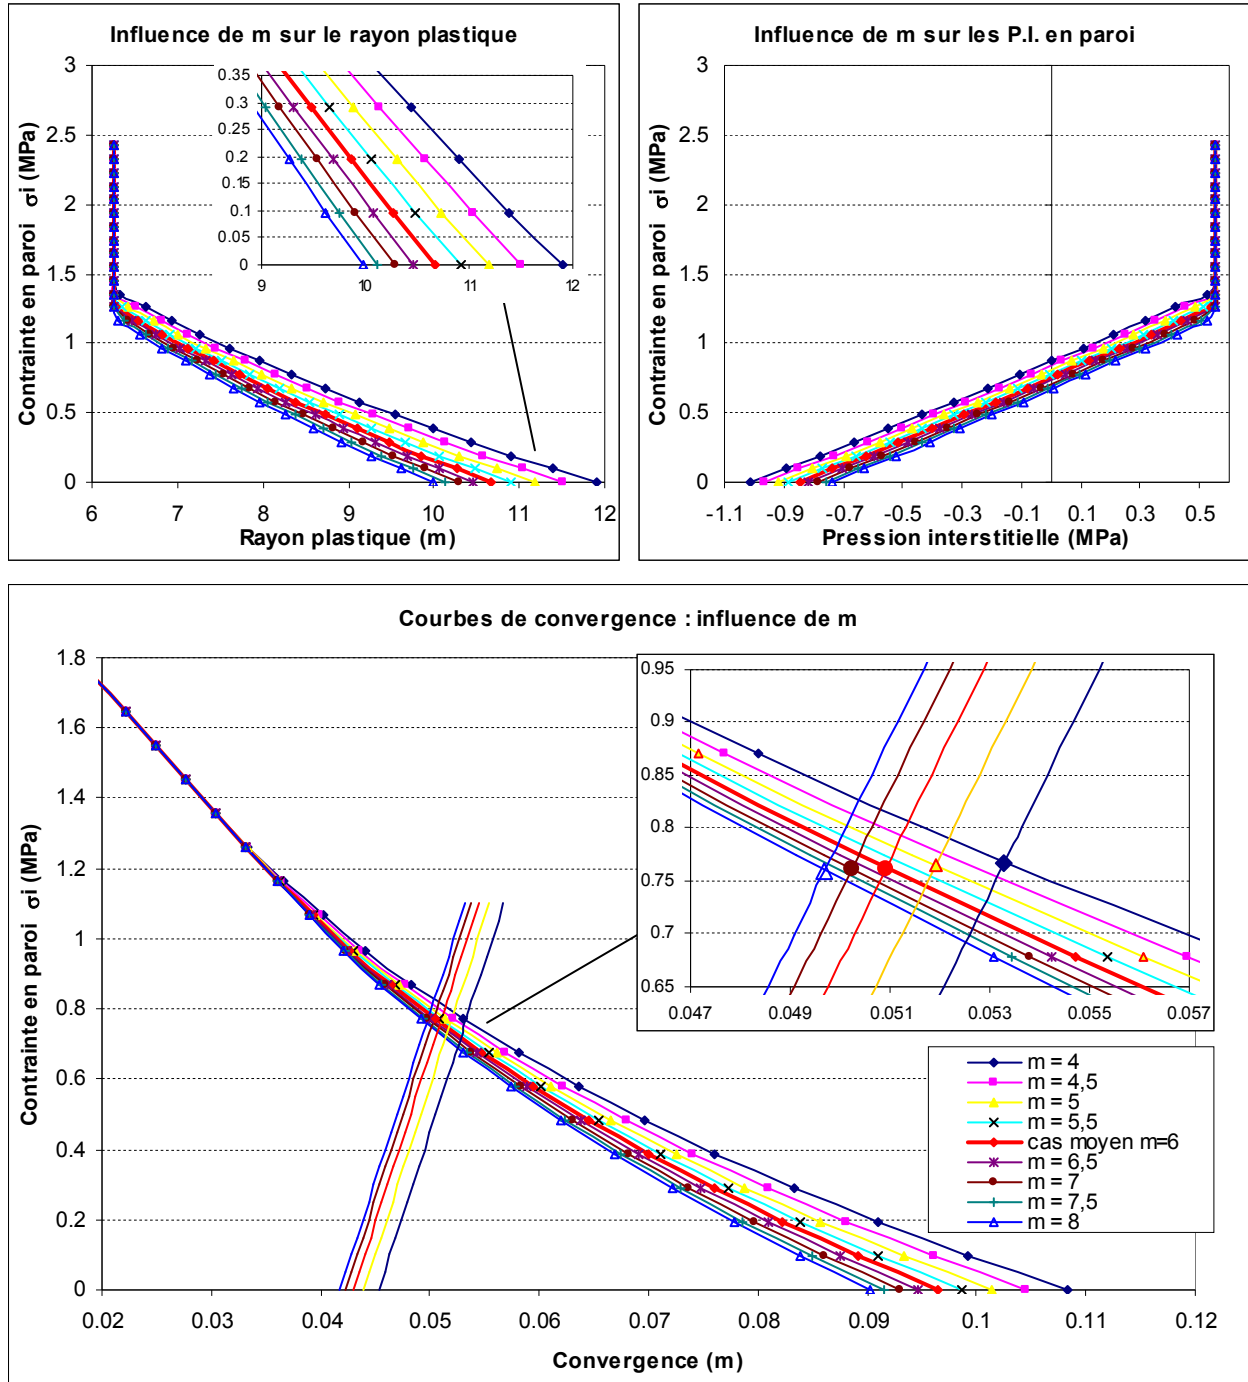 Influence de m sur le rayon plastique
Contrainte en paroi σi (MPa)
3
2.5
2
1.5
1
0.5
0
6 7 8 9 10 11 12
Rayon plastique (m)
0.35
0.3
0.25
0.2
0.15
0.1
0.05
0
9 10 11 12
Influence de m sur les P.I. en paroi
Contrainte en paroi σi (MPa)
3
2.5
2
1.5
1
0.5
0
-1.1 -0.9 -0.7 -0.5 -0.3 -0.1 0.1 0.3 0.5
Pression interstitielle (MPa)
Courbes de convergence : influence de m
Contrainte en paroi σi (MPa)
1.8
1.6
1.4
1.2
1
0.8
0.6
0.4
0.2
0
0.02 0.03 0.04 0.05 0.06 0.07 0.08 0.09 0.1 0.11 0.12
Convergence (m)
0.95
0.9
0.85
0.8
0.75
0.7
0.65
0.047 0.049 0.051 0.053 0.055 0.057
m = 4
m = 4,5
m = 5
m = 5,5
cas moyen m=6
m = 6,5
m = 7
m = 7,5
m = 8